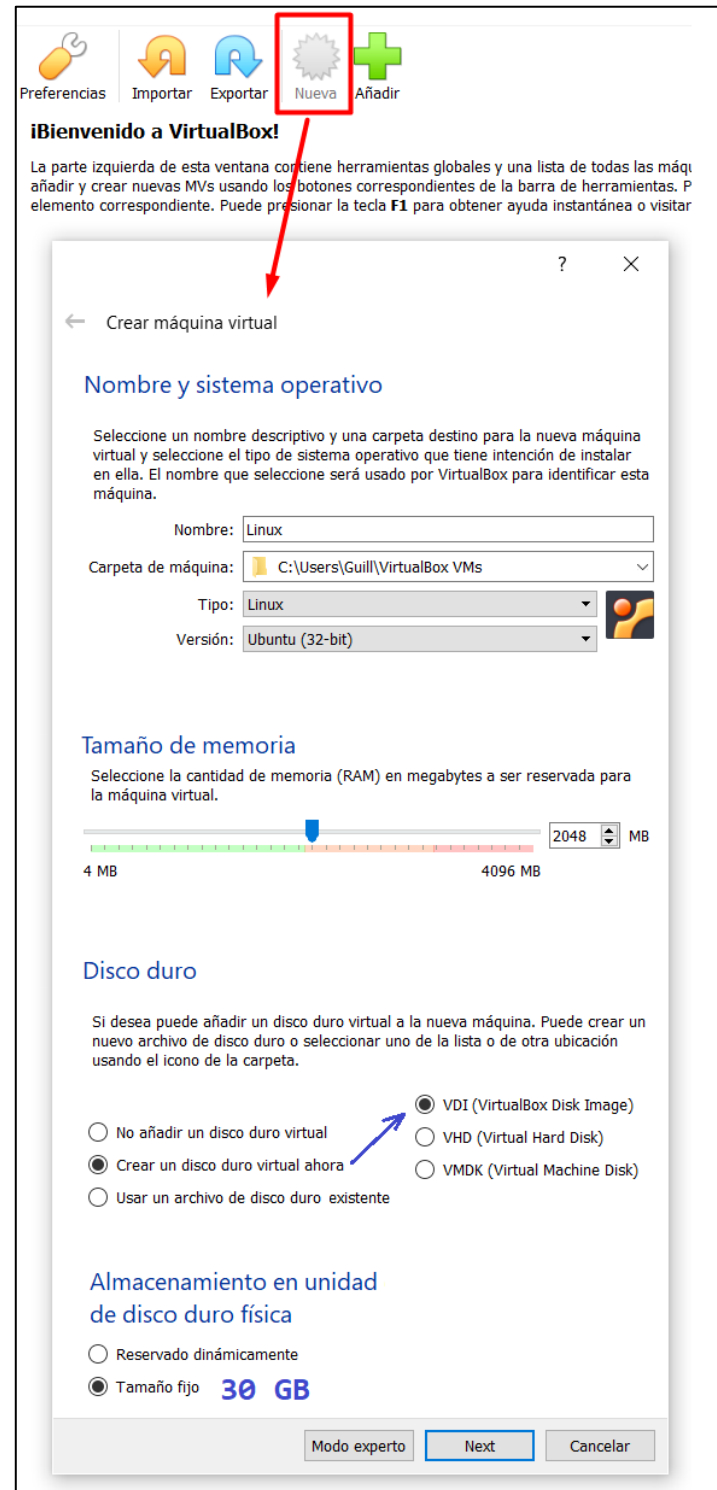 Preferencias Importar Exportar Nueva Añadir
¡Bienvenido a VirtualBox!
La parte izquierda de esta ventana contiene herramientas globales y una lista de todas las máqu
añadir y crear nuevas MVs usando los botones correspondientes de la barra de herramientas. P
elemento correspondiente. Puede presionar la tecla F1 para obtener ayuda instantánea o visitar
?
Crear máquina virtual
Nombre y sistema operativo
Seleccione un nombre descriptivo y una carpeta destino para la nueva máquina
virtual y seleccione el tipo de sistema operativo que tiene intención de instalar
en ella. El nombre que seleccione será usado por VirtualBox para identificar esta
máquina.
Nombre: Linux
Carpeta de máquina: C:\Users\Guill\VirtualBox VMs
Tipo: Linux
Versión: Ubuntu (32-bit)
Tamaño de memoria
Seleccione la cantidad de memoria (RAM) en megabytes a ser reservada para
la máquina virtual.
2048 MB
4 MB 4096 MB
Disco duro
Si desea puede añadir un disco duro virtual a la nueva máquina. Puede crear un
nuevo archivo de disco duro o seleccionar uno de la lista o de otra ubicación
usando el icono de la carpeta.
VDI (VirtualBox Disk Image)
No añadir un disco duro virtual
VHD (Virtual Hard Disk)
Crear un disco duro virtual ahora
VMDK (Virtual Machine Disk)
Usar un archivo de disco duro existente
Almacenamiento en unidad
de disco duro física
Reservado dinámicamente
Tamaño fijo 30 GB
Modo experto Next Cancelar